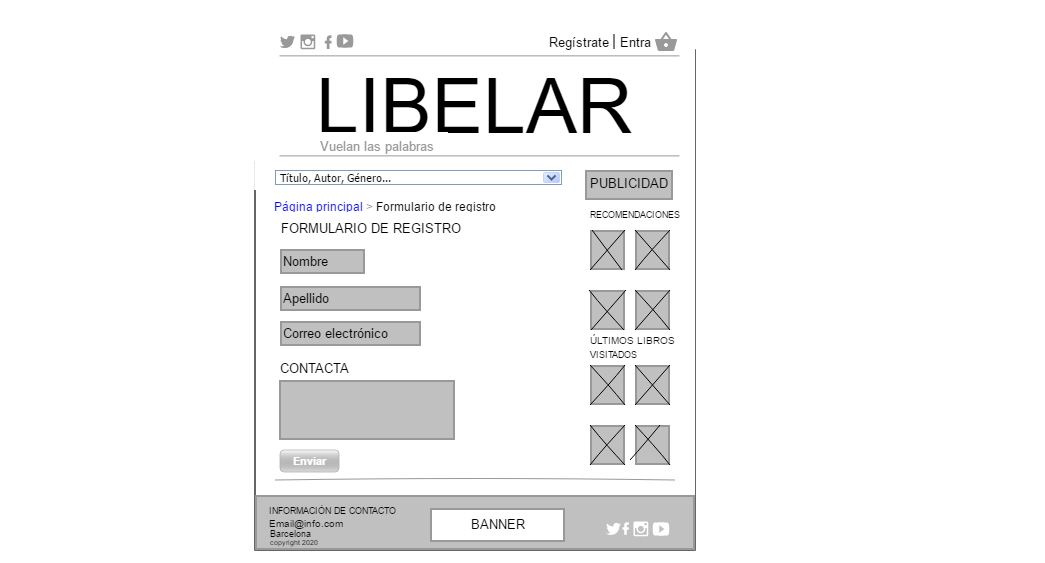 Regístrate | Entra
LIBELAR
Vuelan las palabras
Título, Autor, Género...
PUBLICIDAD
Página principal > Formulario de registro
RECOMENDACIONES
FORMULARIO DE REGISTRO
Nombre
Apellido
Correo electrónico
ÚLTIMOS LIBROS
VISITADOS
CONTACTA
Enviar
INFORMACIÓN DE CONTACTO
Email@info.com
Barcelona
copyright 2020
BANNER